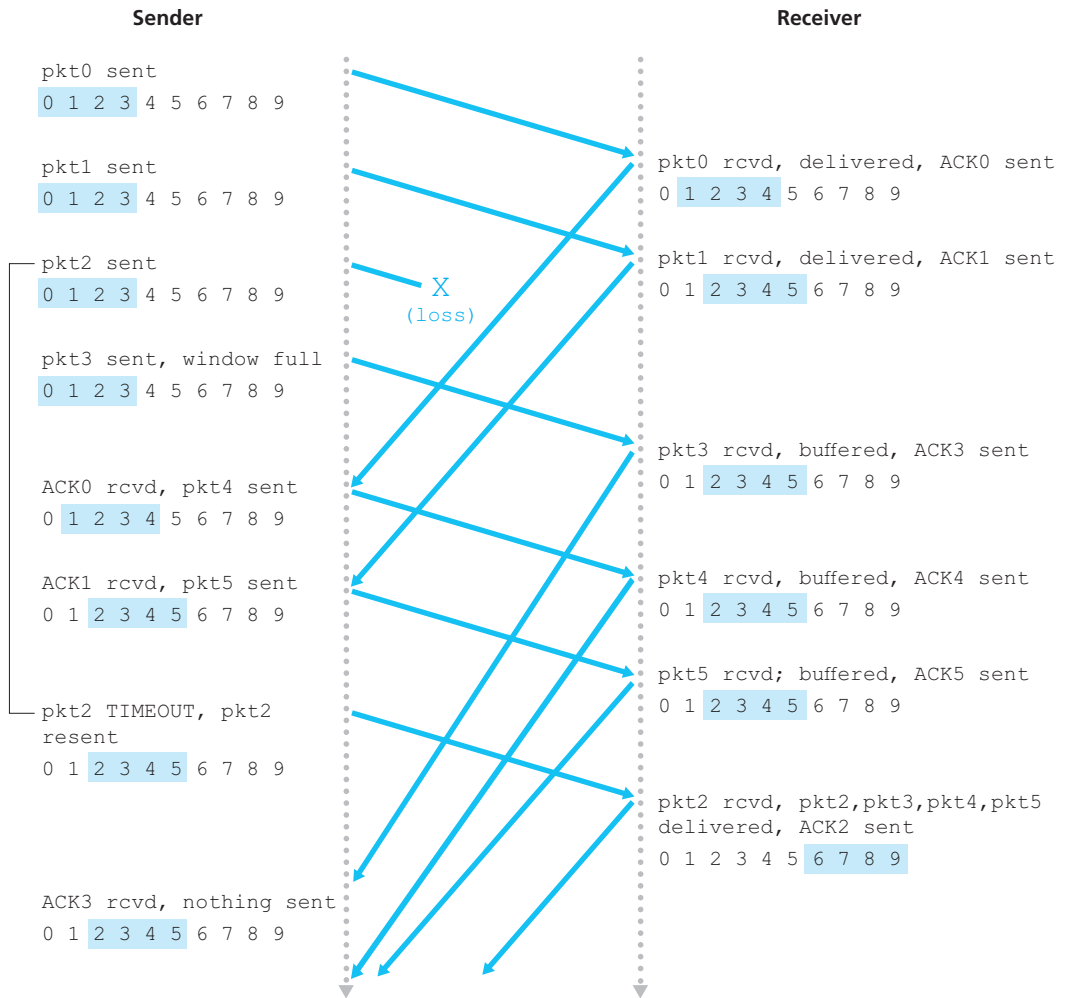 Sender
Receiver
pkt0 sent
0 1 2 3 4 5 6 7 8 9
pkt0 rcvd, delivered, ACK0 sent
0 1 2 3 4 5 6 7 8 9
pkt1 sent
0 1 2 3 4 5 6 7 8 9
pkt1 rcvd, delivered, ACK1 sent
0 1 2 3 4 5 6 7 8 9
pkt2 sent
0 1 2 3 4 5 6 7 8 9
X
(loss)
pkt3 sent, window full
0 1 2 3 4 5 6 7 8 9
pkt3 rcvd, buffered, ACK3 sent
0 1 2 3 4 5 6 7 8 9
ACK0 rcvd, pkt4 sent
0 1 2 3 4 5 6 7 8 9
pkt4 rcvd, buffered, ACK4 sent
0 1 2 3 4 5 6 7 8 9
ACK1 rcvd, pkt5 sent
0 1 2 3 4 5 6 7 8 9
pkt5 rcvd; buffered, ACK5 sent
0 1 2 3 4 5 6 7 8 9
pkt2 TIMEOUT, pkt2
resent
0 1 2 3 4 5 6 7 8 9
pkt2 rcvd, pkt2,pkt3,pkt4,pkt5
delivered, ACK2 sent
0 1 2 3 4 5 6 7 8 9
ACK3 rcvd, nothing sent
0 1 2 3 4 5 6 7 8 9